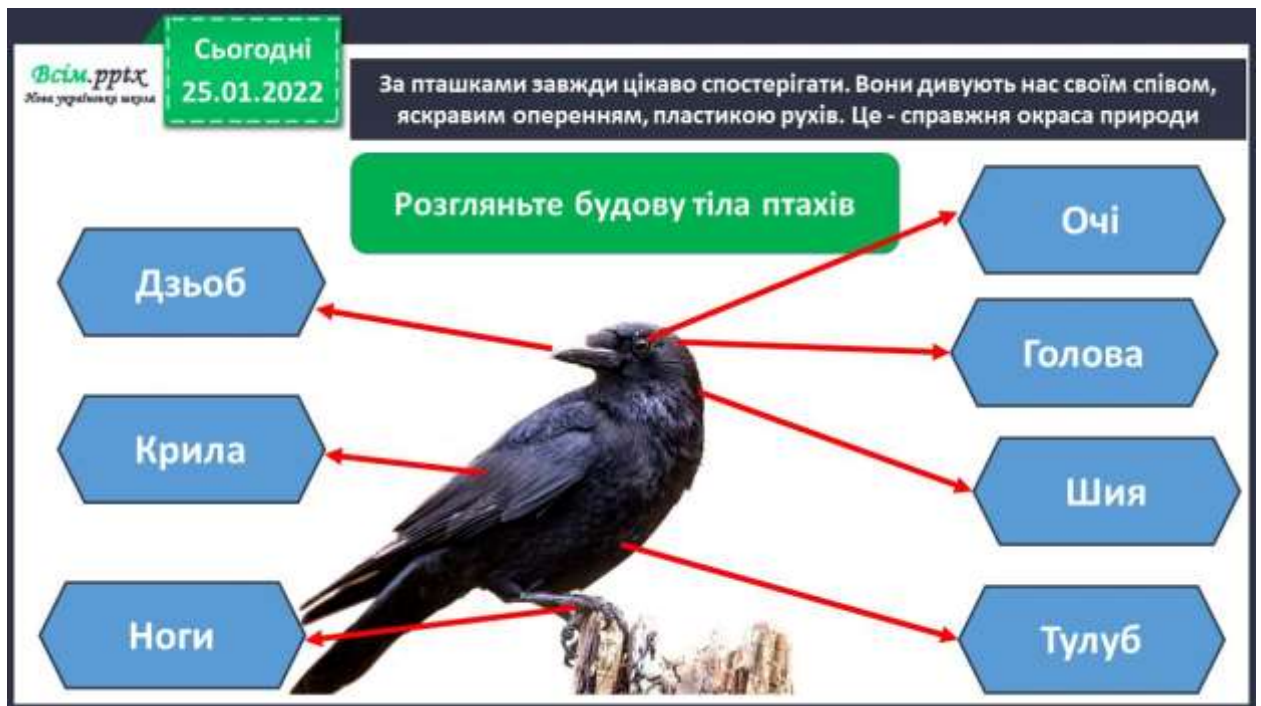 Всім.pptx
Нова українська школа
Сьогодні
25.01.2022
За пташками завжди цікаво спостерігати. Вони дивують нас своїм співом,
яскравим оперенням, пластикою рухів. Це - справжня окраса природи
Розгляньте будову тіла птахів
Дзьоб
Крила
Ноги
Очі
Голова
Шия
Тулуб